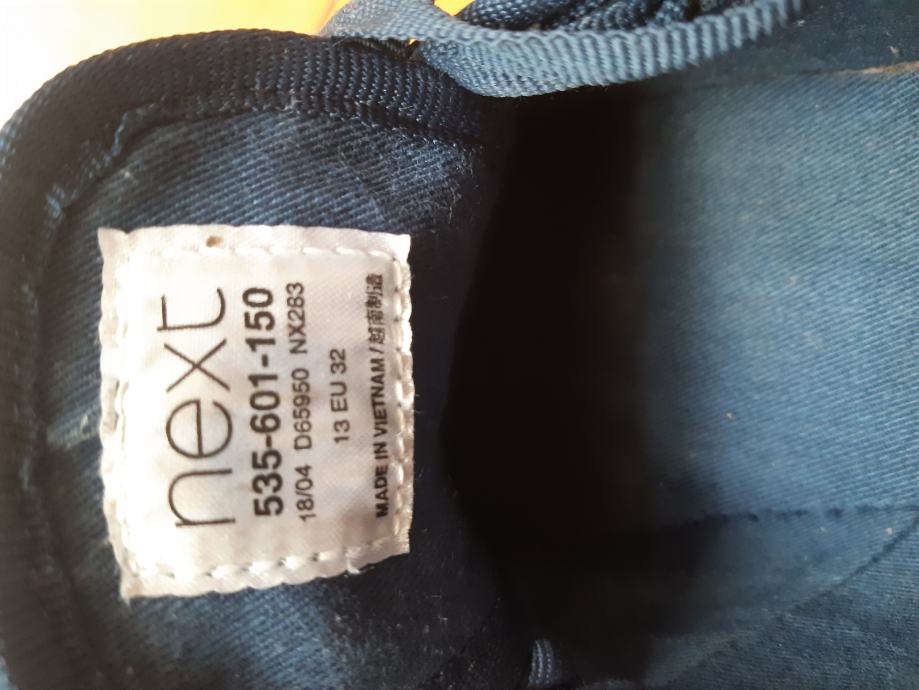 next
535-601-150
18/04 D65950 NX283
13 EU 32
MADE IN VIETNAM / 越南制造